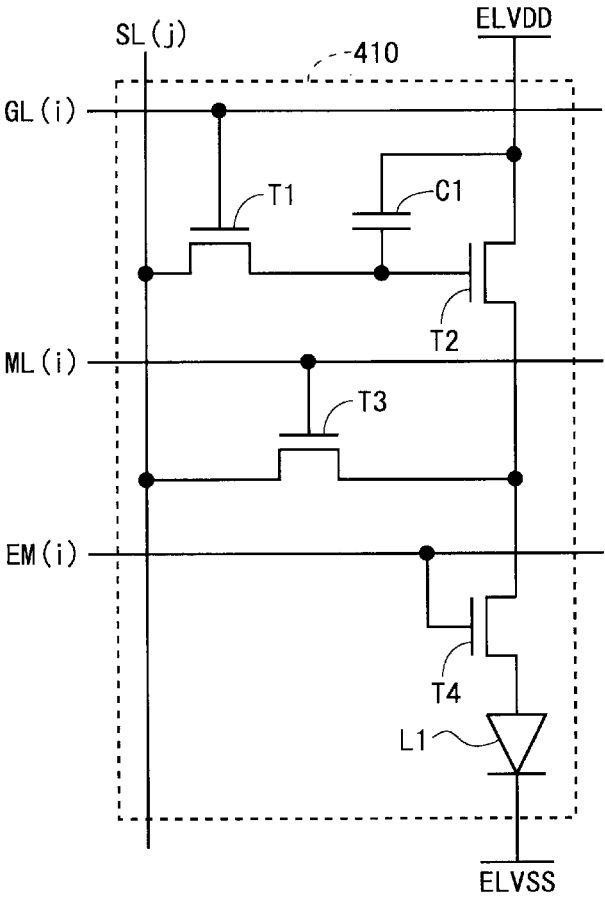 ELVDD
SL(j)
410
GL(i)
T1
C1
T2
ML(i)
T3
EM(i)
T4
L1
ELVSS